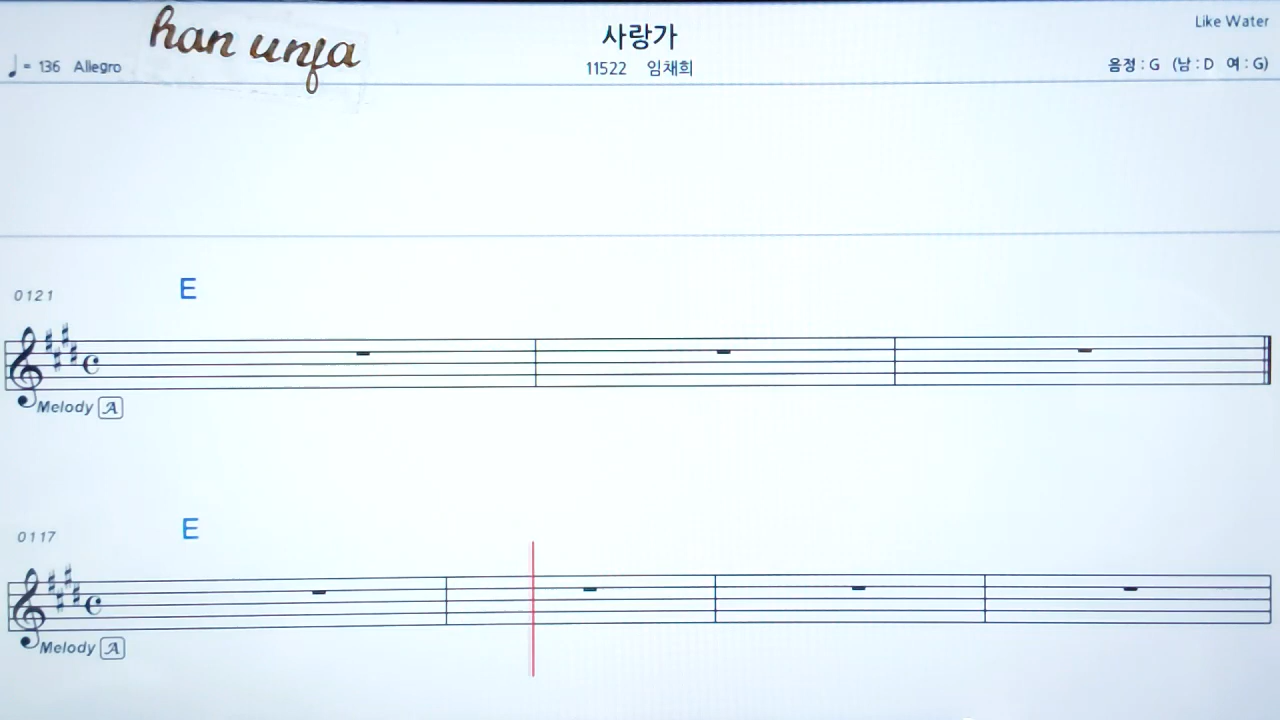 han unja
사랑가
Like Water
♩= 136 Allegro
11522 임채희
음정 : G (남 : D 여 : G)
0121
E
Melody A
0117
E
Melody A